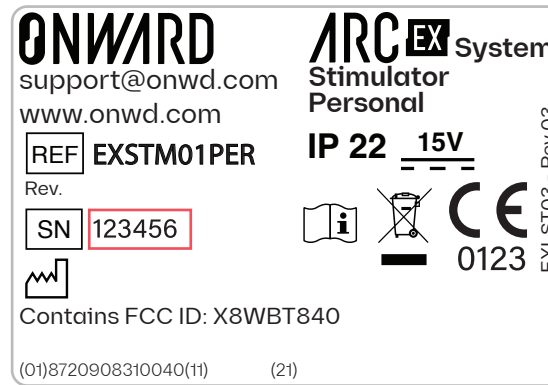 ONWARD
support@onwd.com
www.onwd.com
REF EXSTM01PER
Rev.
SN 123456
Contains FCC ID: X8WBT840
(01)8720908310040(11) (21)
ARC EX System
Stimulator
Personal
IP 22 15V
i
CE
0123